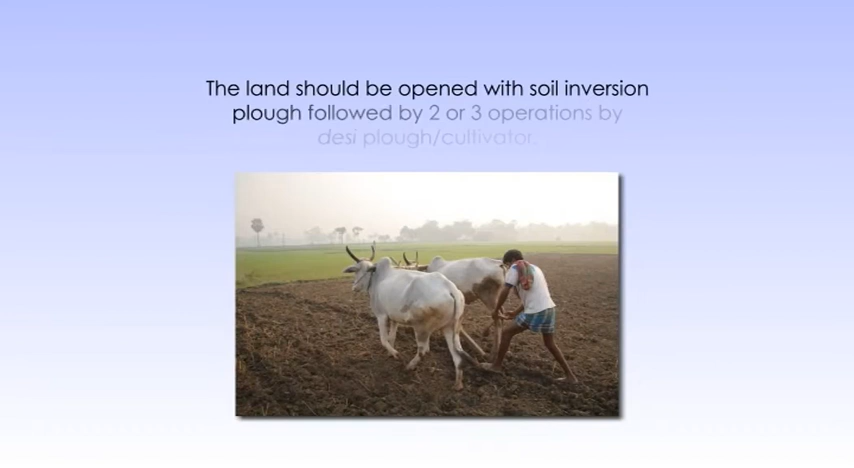 The land should be opened with soil inversion
plough followed by 2 or 3 operations by
desi plough/cultivator.